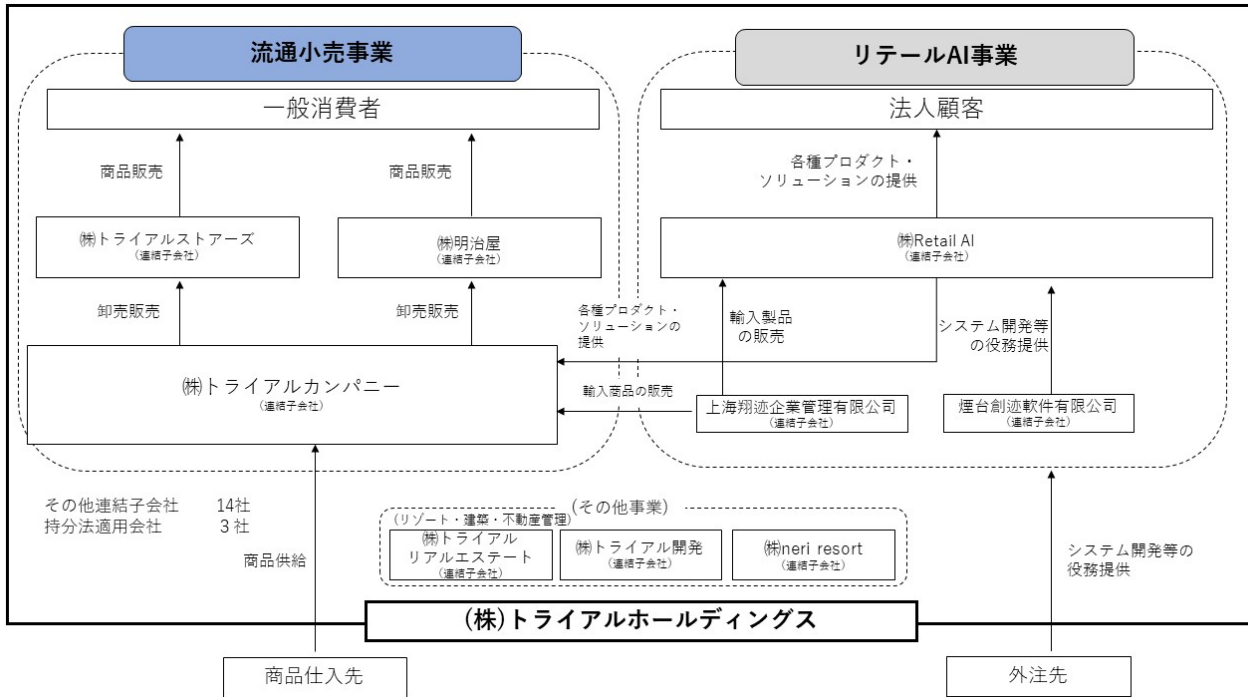 流通小売事業
一般消費者
商品販売
商品販売
㈱トライアルストアーズ
(連結子会社)
㈱明治屋
(連結子会社)
卸売販売
卸売販売
㈱トライアルカンパニー
(連結子会社)
リテールAI事業
法人顧客
各種プロダクト・
ソリューションの提供
㈱Retail AI
(連結子会社)
各種プロダクト・
ソリューションの
提供
輸入製品
の販売
システム開発等
の役務提供
輸入商品の販売
上海翔迹企業管理有限公司
(連結子会社)
煙台創迹軟件有限公司
(連結子会社)
その他連結子会社 14社
持分法適用会社 3社
商品供給
(その他事業)
(リゾート・建築・不動産管理)
㈱トライアル
リアルエステート
(連結子会社)
㈱トライアル開発
(連結子会社)
㈱neri resort
(連結子会社)
システム開発等の
役務提供
(株)トライアルホールディングス
商品仕入先
外注先